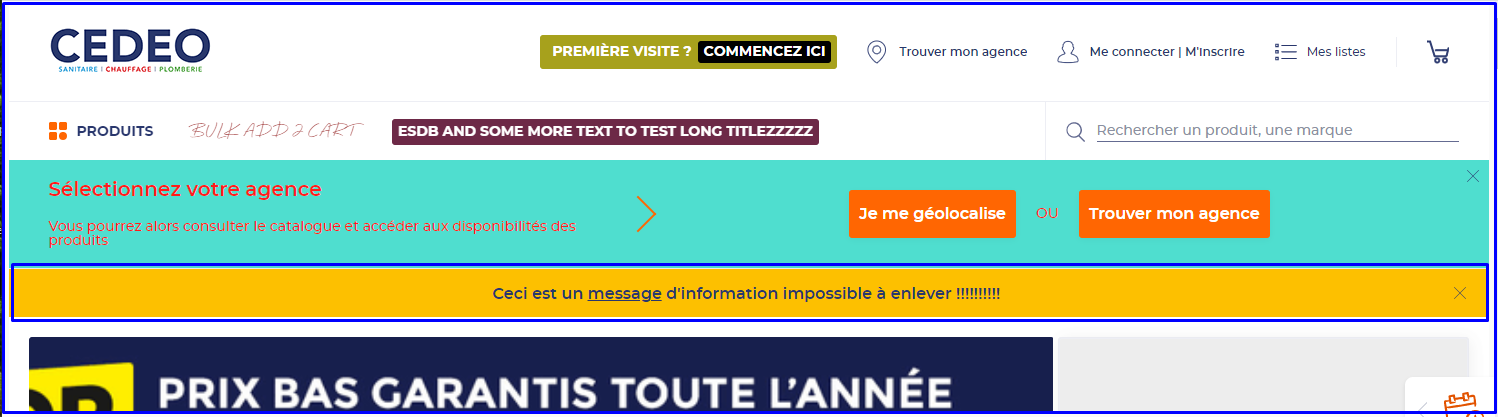 CEDEO
SANITAIRE | CHAUFFAGE | PLOMBERIE
PREMIÈRE VISITE ? COMMENCEZ ICI
Trouver mon agence
Me connecter | M'inscrire
Mes listes
PRODUITS
BULK ADD 2 CART
ESDB AND SOME MORE TEXT TO TEST LONG TITLEZZZZZ
Rechercher un produit, une marque
Sélectionnez votre agence
Vous pourrez alors consulter le catalogue et accéder aux disponibilités des
produits
Je me géolocalise
OU
Trouver mon agence
Ceci est un message d'information impossible à enlever !!!!!!!!!!
PRIX BAS GARANTIS TOUTE L'ANNÉE